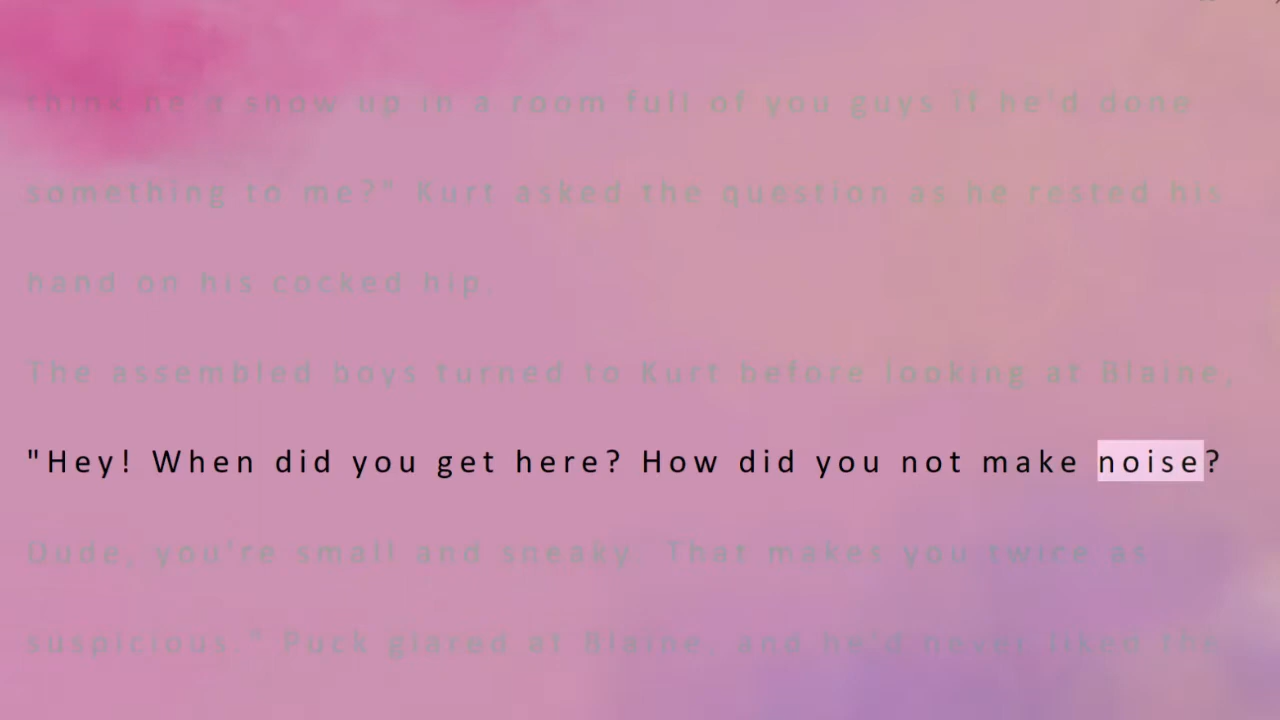 think he'd show up in a room full of you guys if he'd done
something to me?" Kurt asked the question as he rested his
hand on his cocked hip.
The assembled boys turned to Kurt before looking at Blaine,
"Hey! When did you get here? How did you not make noise?
Dude, you're small and sneaky. That makes you twice as
suspicious." Puck glared at Blaine, and he'd never liked the